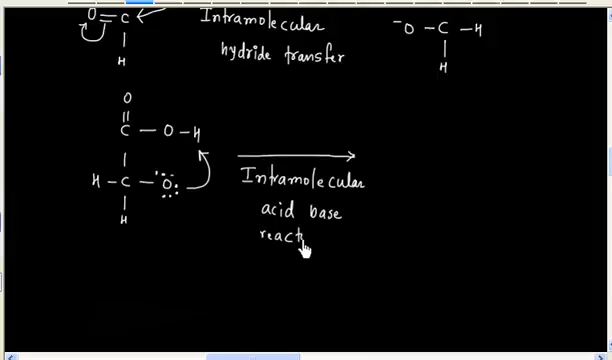 O = C Intramolecular -O - C - H
H hydride transfer H
O
C - O - H
H - C - O Intramolecular
H acid base
react